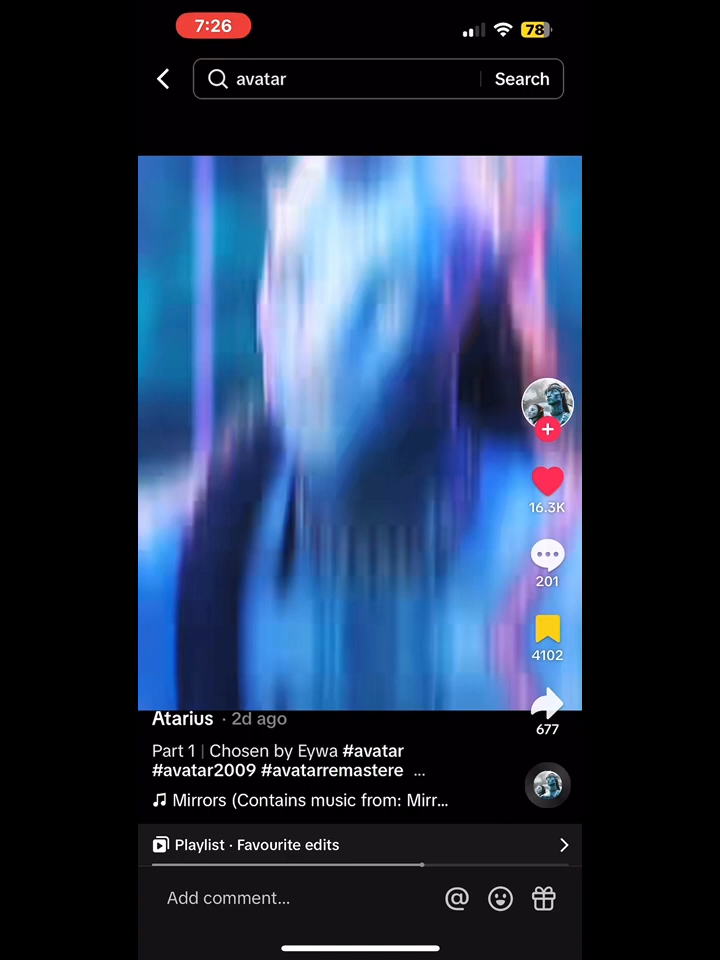 7:26
78
avatar
Search
16.3K
201
4102
677
Atarius · 2d ago
Part 1 | Chosen by Eywa #avatar
#avatar2009 #avatarremastere ...
Mirrors (Contains music from: Mirr...
Playlist · Favourite edits
Add comment...
@